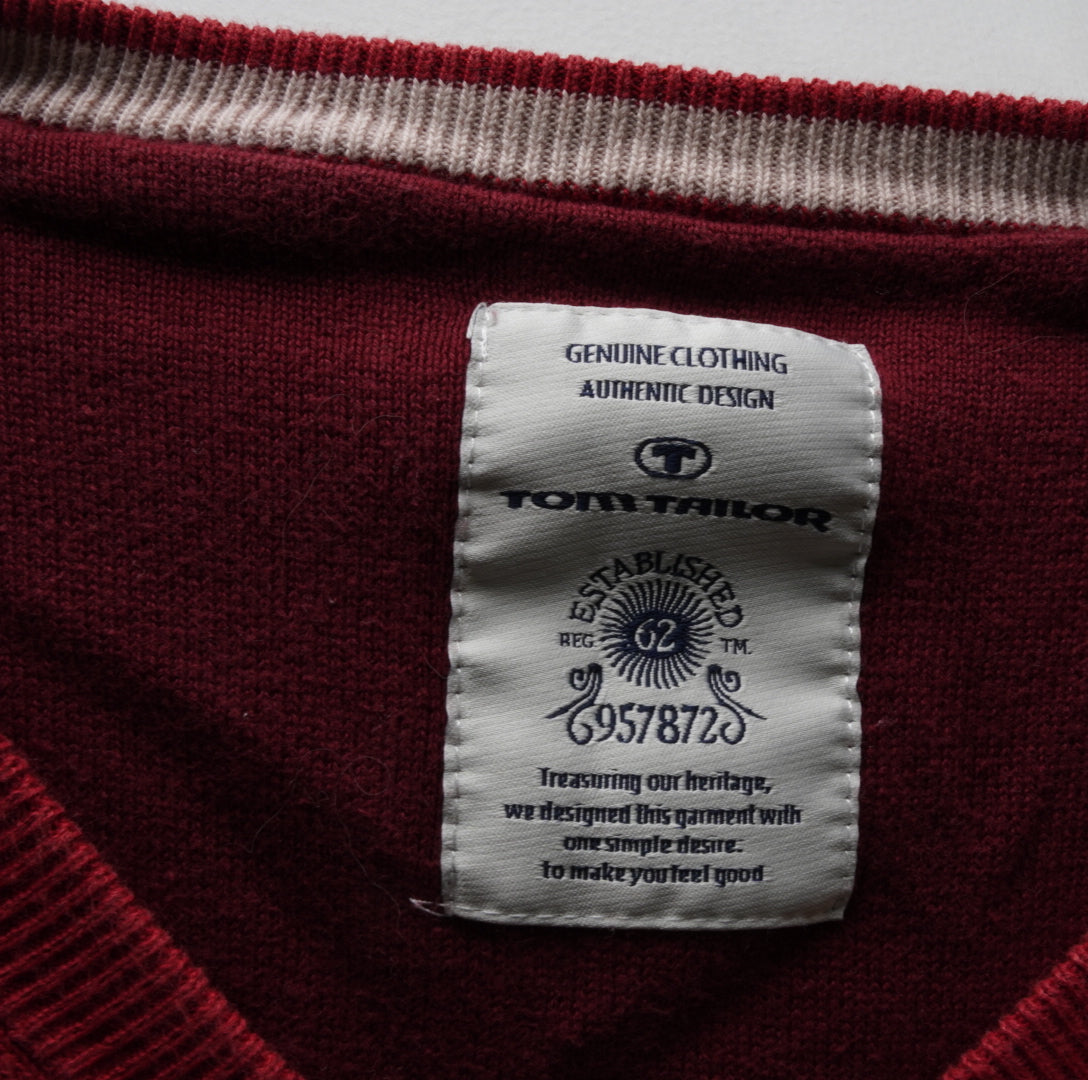 GENUINE CLOTHING
AUTHENTIC DESIGN
T
TOM TAILOR
ESTABLISHED
REG 62 TM.
957872
Treasuring our heritage,
we designed this garment with
one simple desire.
to make you feel good